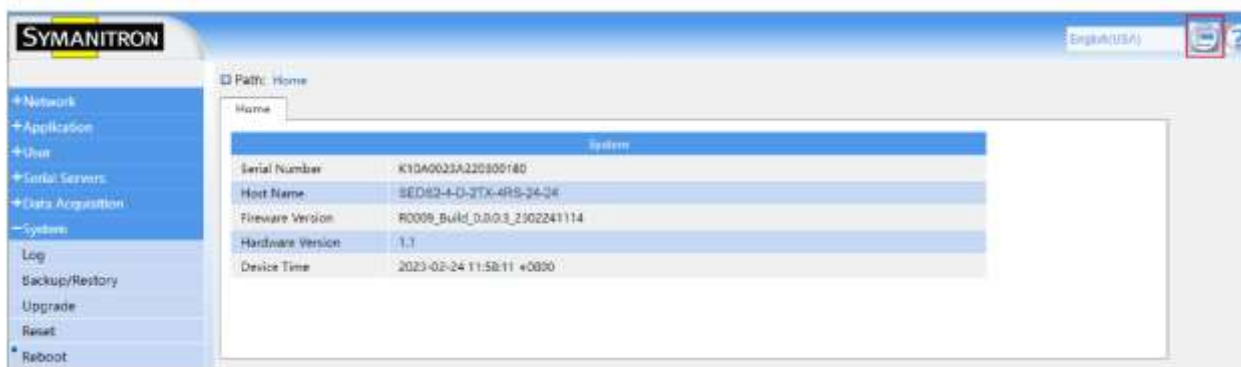 SYMANITRON
English(USA)
?
Path: Home
+Network
+Application
+User
+Serial Servers
+Data Acquisition
-System
Log
Backup/Restory
Upgrade
Reset
Reboot
Home
System
Serial Number K10A0023A220300180
Host Name SED82-4-D-2TX-4RS-24-24
Fireware Version R0009_Build_0.0.0.3_2302241114
Hardware Version 1.1
Device Time 2023-02-24 11:58:11 +0800